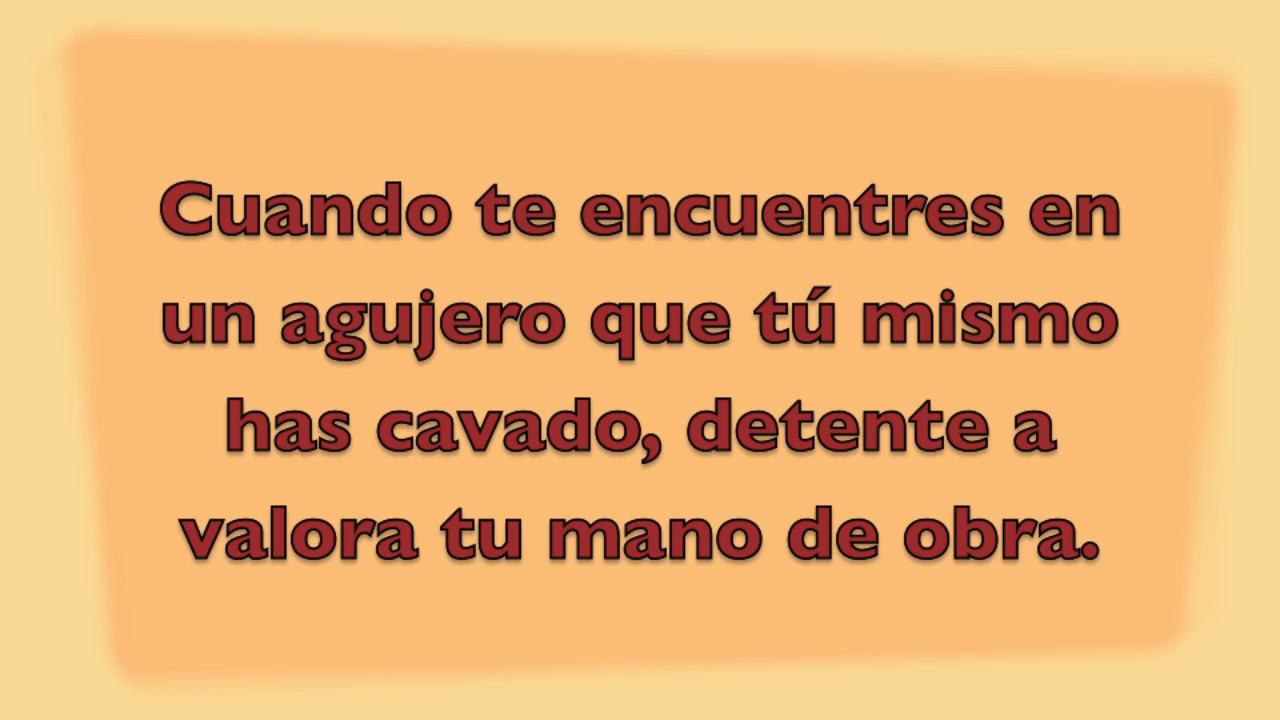 Cuando te encuentres en
un agujero que tú mismo
has cavado, detente a
valora tu mano de obra.